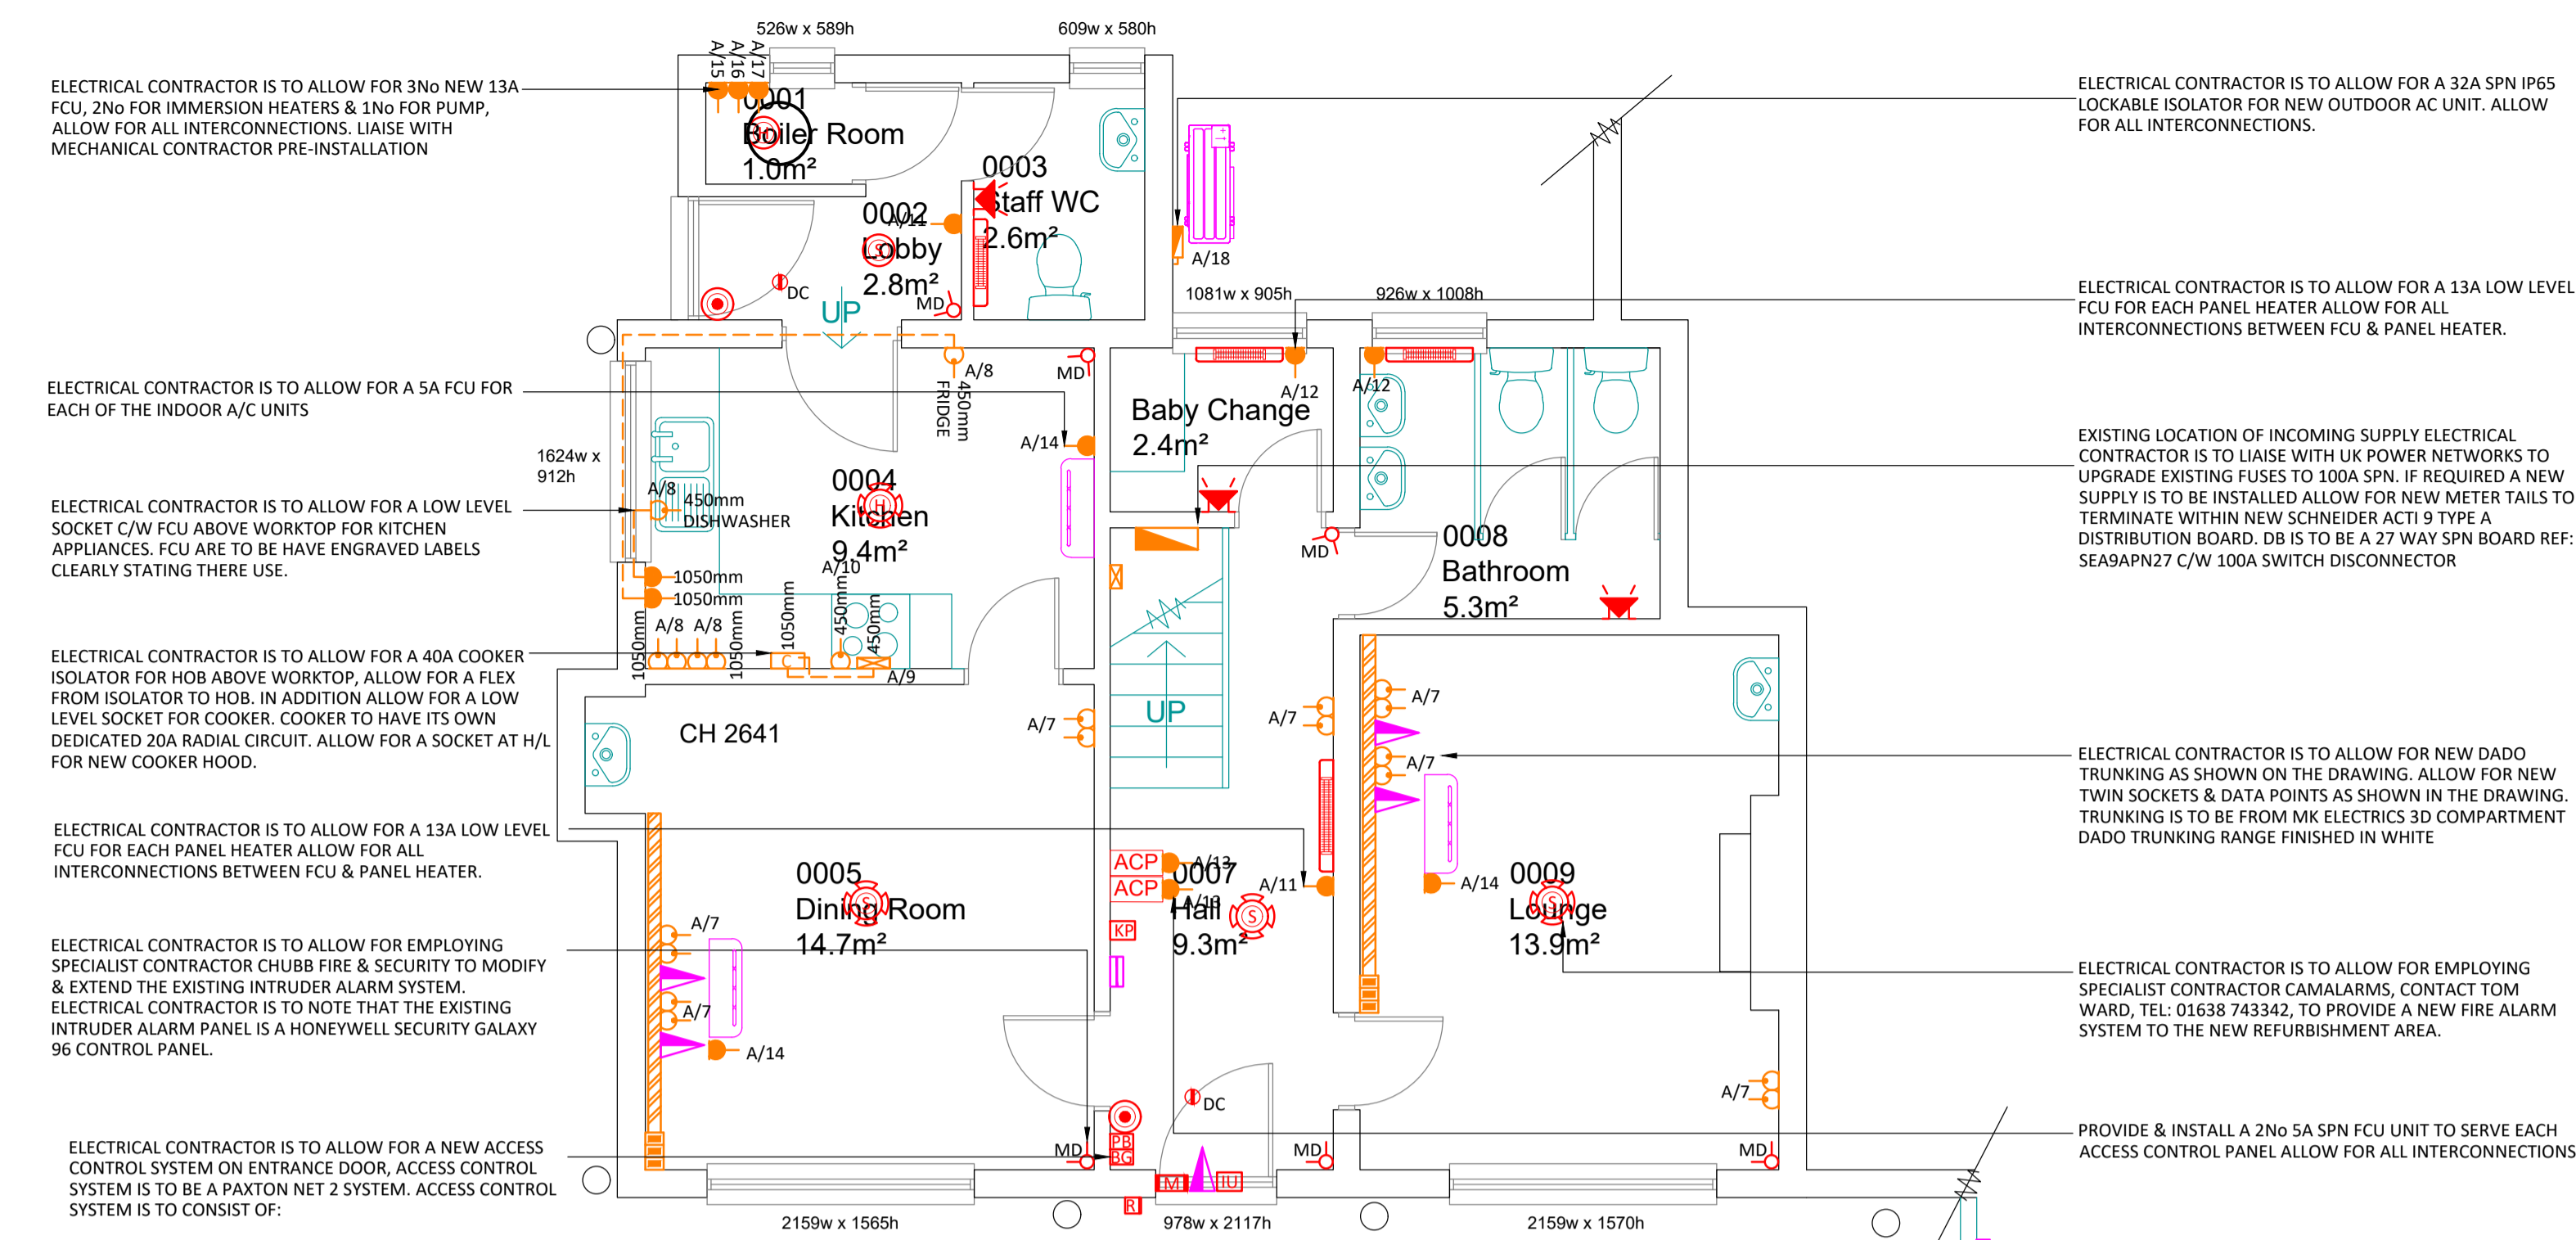 526w x 589h
609w x 580h
ELECTRICAL CONTRACTOR IS TO ALLOW FOR 3No NEW 13A
FCU, 2No FOR IMMERSION HEATERS & 1No FOR PUMP,
ALLOW FOR ALL INTERCONNECTIONS. LIAISE WITH
MECHANICAL CONTRACTOR PRE-INSTALLATION
ELECTRICAL CONTRACTOR IS TO ALLOW FOR A 5A FCU FOR
EACH OF THE INDOOR A/C UNITS
1624w x
912h
ELECTRICAL CONTRACTOR IS TO ALLOW FOR A LOW LEVEL
SOCKET C/W FCU ABOVE WORKTOP FOR KITCHEN
APPLIANCES. FCU ARE TO BE HAVE ENGRAVED LABELS
CLEARLY STATING THERE USE.
ELECTRICAL CONTRACTOR IS TO ALLOW FOR A 40A COOKER
ISOLATOR FOR HOB ABOVE WORKTOP, ALLOW FOR A FLEX
FROM ISOLATOR TO HOB. IN ADDITION ALLOW FOR A LOW
LEVEL SOCKET FOR COOKER. COOKER TO HAVE ITS OWN
DEDICATED 20A RADIAL CIRCUIT. ALLOW FOR A SOCKET AT H/L
FOR NEW COOKER HOOD.
ELECTRICAL CONTRACTOR IS TO ALLOW FOR A 13A LOW LEVEL
FCU FOR EACH PANEL HEATER ALLOW FOR ALL
INTERCONNECTIONS BETWEEN FCU & PANEL HEATER.
ELECTRICAL CONTRACTOR IS TO ALLOW FOR EMPLOYING
SPECIALIST CONTRACTOR CHUBB FIRE & SECURITY TO MODIFY
& EXTEND THE EXISTING INTRUDER ALARM SYSTEM.
ELECTRICAL CONTRACTOR IS TO NOTE THAT THE EXISTING
INTRUDER ALARM PANEL IS A HONEYWELL SECURITY GALAXY
96 CONTROL PANEL.
ELECTRICAL CONTRACTOR IS TO ALLOW FOR A NEW ACCESS
CONTROL SYSTEM ON ENTRANCE DOOR, ACCESS CONTROL
SYSTEM IS TO BE A PAXTON NET 2 SYSTEM. ACCESS CONTROL
SYSTEM IS TO CONSIST OF:
A/15
A/16
A/17
0001
Boiler Room
1.0m²
H
0003
Staff WC
2.6m²
A/11
0002
Lobby
2.8m²
S
DC
MD
UP
A/18
1081w x 905h
926w x 1008h
A/8
450mm
FRIDGE
MD
A/14
A/12
A/12
Baby Change
2.4m²
A/8
450mm
DISHWASHER
0004
Kitchen
9.4m²
H
MD
0008
Bathroom
5.3m²
1050mm
1050mm
A/10
1050mm
A/8
A/8
1050mm
1050mm
450mm
450mm
C
A/9
CH 2641
A/7
UP
A/7
A/7
A/7
0005
Dining Room
14.7m²
S
ACP
A/13
ACP
A/13
0007
Hall
9.3m²
S
A/11
A/14
0009
Lounge
13.9m²
S
KP
A/7
A/7
A/14
DC
A/7
PB
BG
MD
MD
MD
M
IU
R
2159w x 1565h
978w x 2117h
2159w x 1570h
ELECTRICAL CONTRACTOR IS TO ALLOW FOR A 32A SPN IP65
LOCKABLE ISOLATOR FOR NEW OUTDOOR AC UNIT. ALLOW
FOR ALL INTERCONNECTIONS.
ELECTRICAL CONTRACTOR IS TO ALLOW FOR A 13A LOW LEVEL
FCU FOR EACH PANEL HEATER ALLOW FOR ALL
INTERCONNECTIONS BETWEEN FCU & PANEL HEATER.
EXISTING LOCATION OF INCOMING SUPPLY ELECTRICAL
CONTRACTOR IS TO LIAISE WITH UK POWER NETWORKS TO
UPGRADE EXISTING FUSES TO 100A SPN. IF REQUIRED A NEW
SUPPLY IS TO BE INSTALLED ALLOW FOR NEW METER TAILS TO
TERMINATE WITHIN NEW SCHNEIDER ACTI 9 TYPE A
DISTRIBUTION BOARD. DB IS TO BE A 27 WAY SPN BOARD REF:
SEA9APN27 C/W 100A SWITCH DISCONNECTOR
ELECTRICAL CONTRACTOR IS TO ALLOW FOR NEW DADO
TRUNKING AS SHOWN ON THE DRAWING. ALLOW FOR NEW
TWIN SOCKETS & DATA POINTS AS SHOWN IN THE DRAWING.
TRUNKING IS TO BE FROM MK ELECTRICS 3D COMPARTMENT
DADO TRUNKING RANGE FINISHED IN WHITE
ELECTRICAL CONTRACTOR IS TO ALLOW FOR EMPLOYING
SPECIALIST CONTRACTOR CAMALARMS, CONTACT TOM
WARD, TEL: 01638 743342, TO PROVIDE A NEW FIRE ALARM
SYSTEM TO THE NEW REFURBISHMENT AREA.
PROVIDE & INSTALL A 2No 5A SPN FCU UNIT TO SERVE EACH
ACCESS CONTROL PANEL ALLOW FOR ALL INTERCONNECTIONS